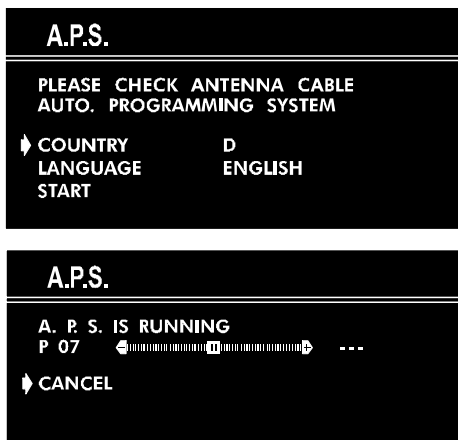 A.P.S.
PLEASE CHECK ANTENNA CABLE
AUTO. PROGRAMMING SYSTEM
COUNTRY D
LANGUAGE ENGLISH
START
A.P.S.
A. P. S. IS RUNNING
P 07 - + ---
CANCEL